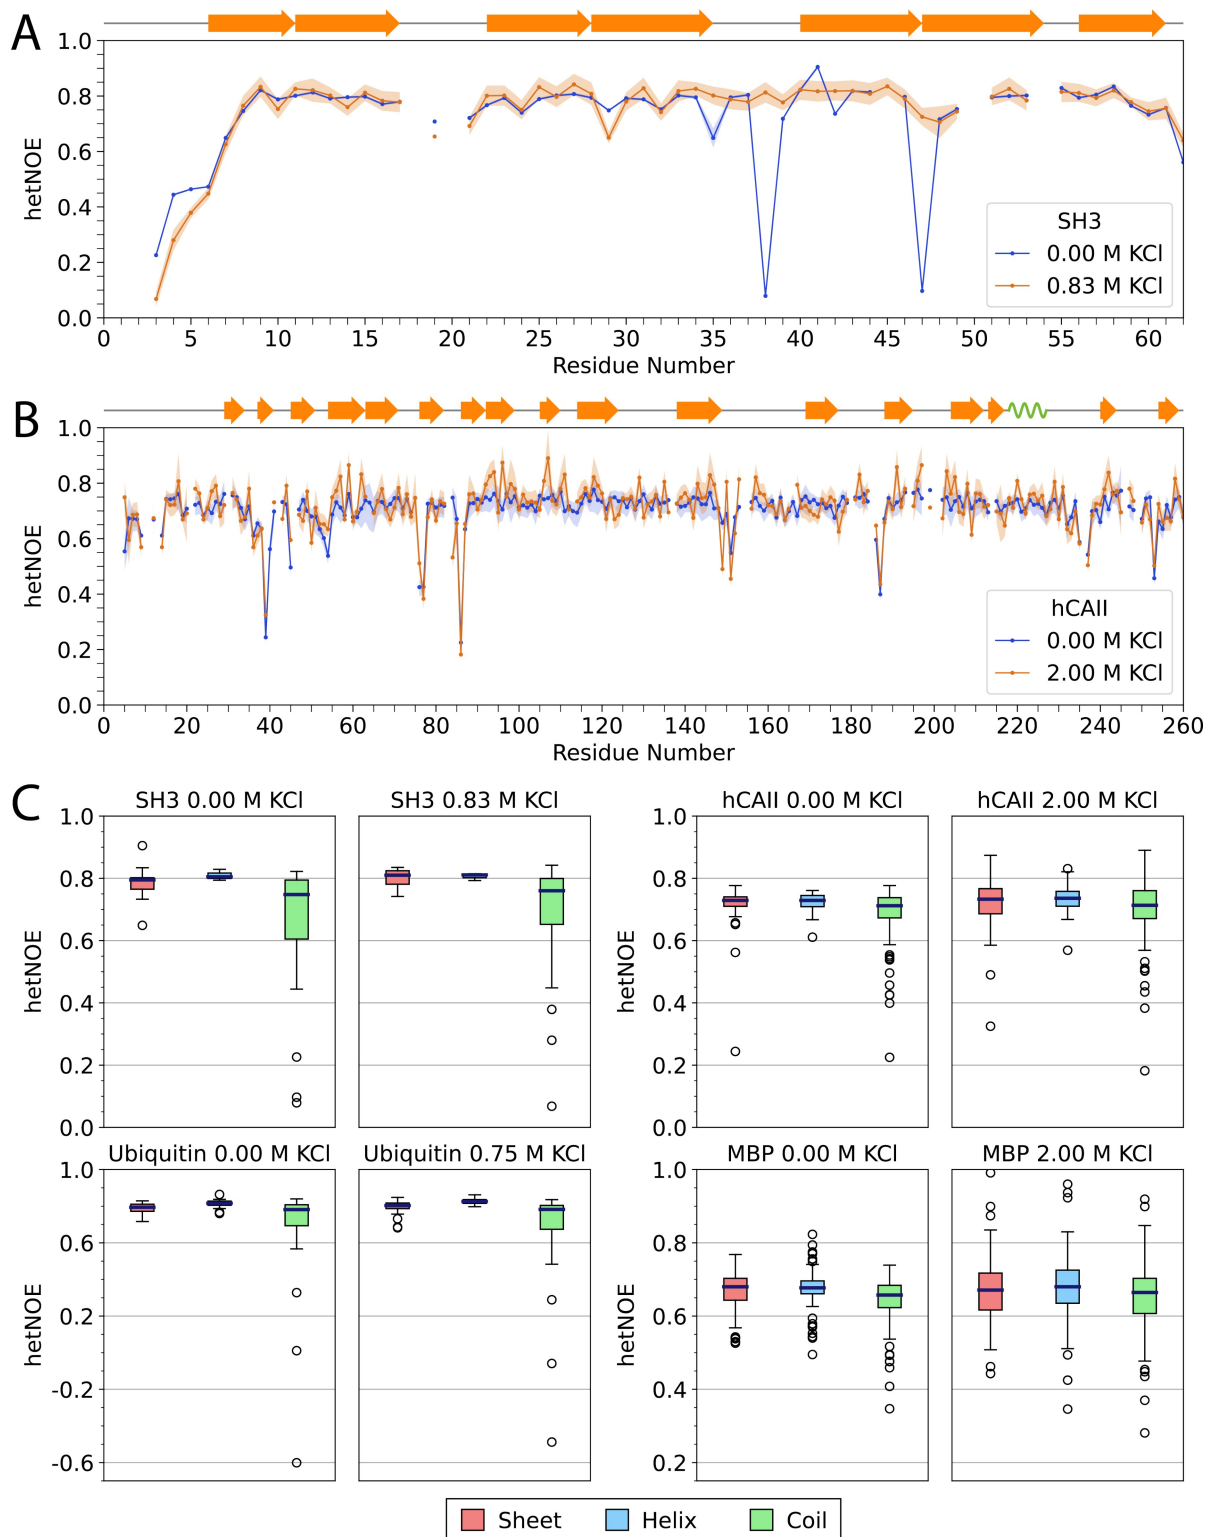 A
1.0
0.8
0.6
0.4
0.2
0.0
hetNOE
SH3
0.00 M KCl
0.83 M KCl
0 5 10 15 20 25 30 35 40 45 50 55 60
Residue Number
B
1.0
0.8
0.6
0.4
0.2
0.0
hetNOE
hCAII
0.00 M KCl
2.00 M KCl
0 20 40 60 80 100 120 140 160 180 200 220 240 260
Residue Number
C
SH3 0.00 M KCl SH3 0.83 M KCl hCAII 0.00 M KCl hCAII 2.00 M KCl
1.0 1.0
0.8 0.8
0.6 0.6
0.4 0.4
0.2 0.2
0.0 0.0
hetNOE hetNOE
Ubiquitin 0.00 M KCl Ubiquitin 0.75 M KCl MBP 0.00 M KCl MBP 2.00 M KCl
1.0 1.0
0.6 0.8
0.2 0.6
-0.2 0.4
-0.6 0.2
hetNOE hetNOE
Sheet Helix Coil